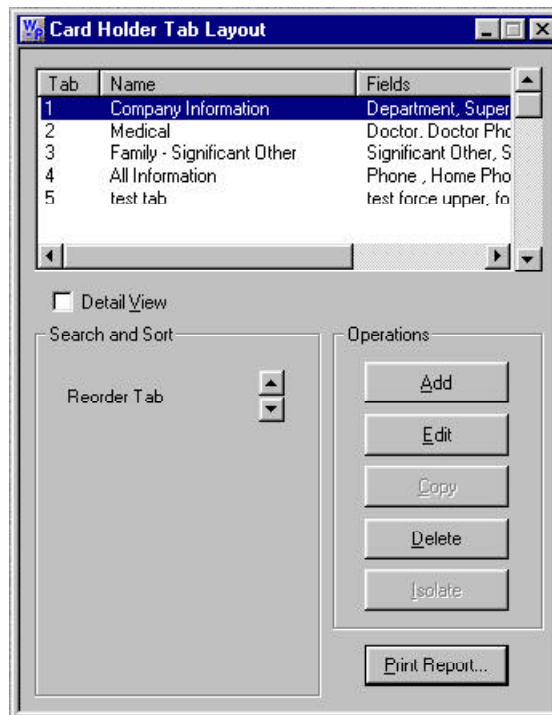 WP Card Holder Tab Layout
Tab Name Fields
1 Company Information Department, Super
2 Medical Doctor, Doctor Pho
3 Family - Significant Other Significant Other, S
4 All Information Phone , Home Pho
5 test tab test force upper, fo
Detail View
Search and Sort
Reorder Tab
Operations
Add
Edit
Copy
Delete
Isolate
Print Report...